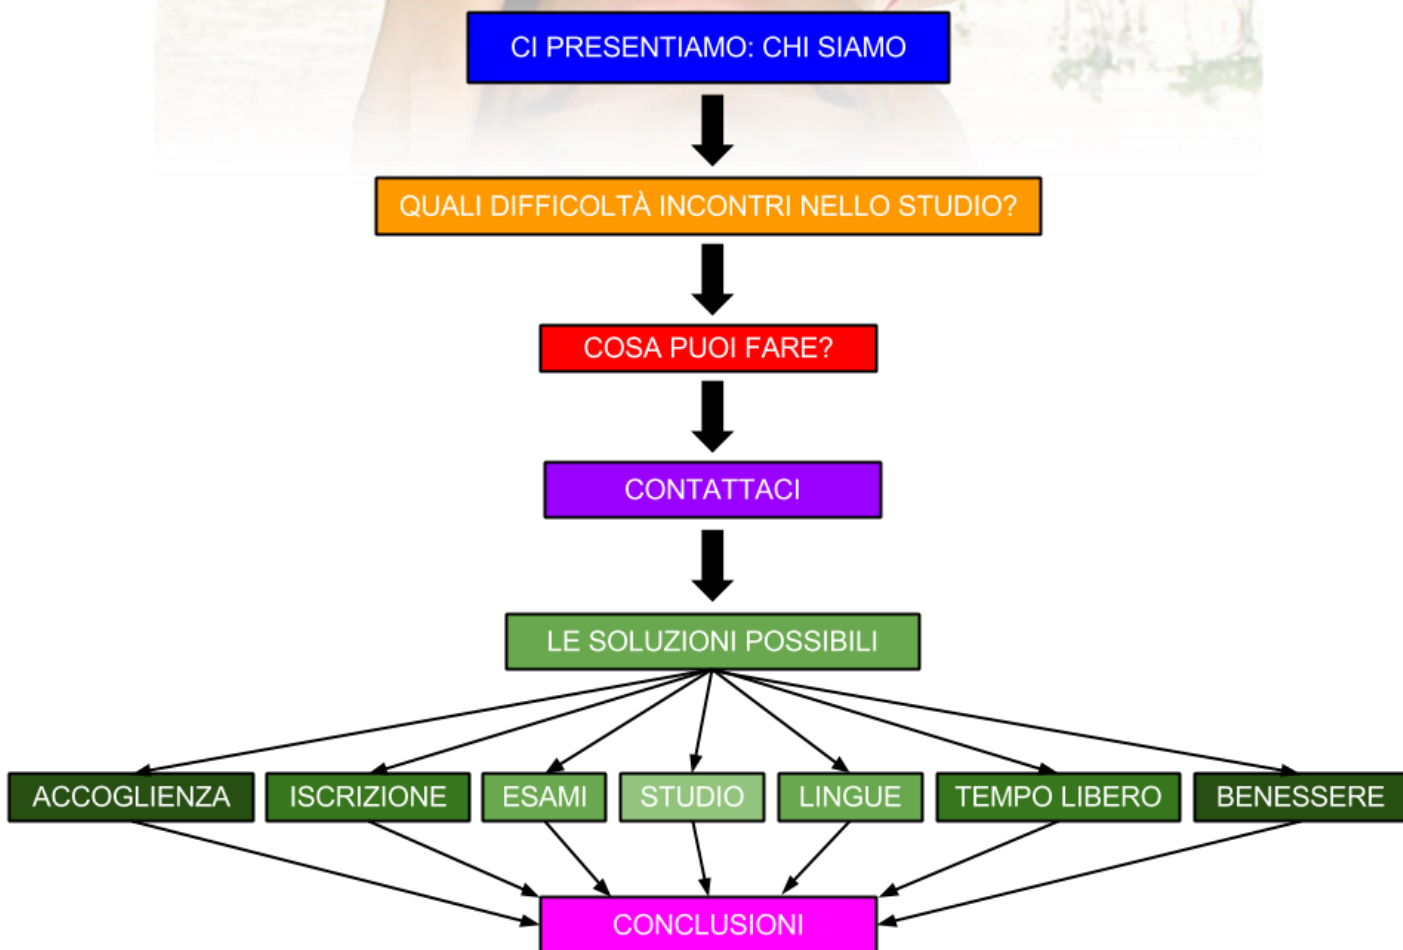 CI PRESENTIAMO: CHI SIAMO
QUALI DIFFICOLTÀ INCONTRI NELLO STUDIO?
COSA PUOI FARE?
CONTATTACI
LE SOLUZIONI POSSIBILI
ACCOGLIENZA
ISCRIZIONE
ESAMI
STUDIO
LINGUE
TEMPO LIBERO
BENESSERE
CONCLUSIONI